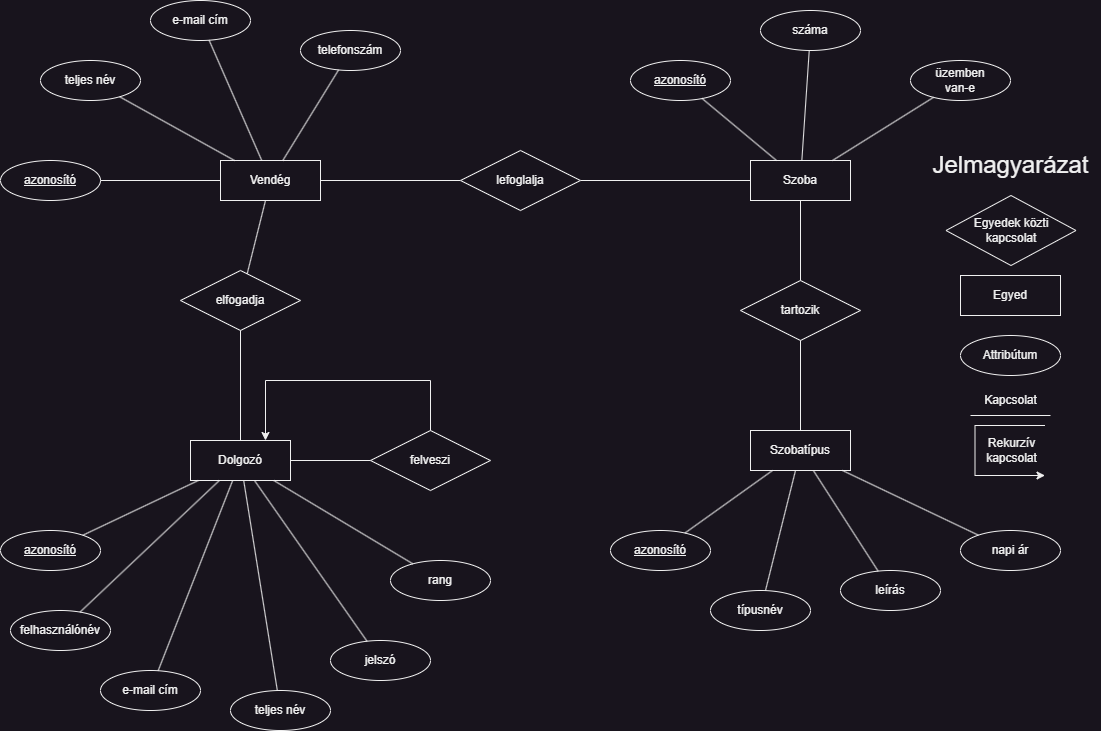 e-mail cím
telefonszám
teljes név
azonosító
Vendég
lefoglalja
száma
azonosító
üzemben
van-e
Szoba
elfogadja
tartozik
Dolgozó
felveszi
azonosító
felhasználónév
e-mail cím
teljes név
jelszó
rang
Szobatípus
azonosító
típusnév
leírás
napi ár
Jelmagyarázat
Egyedek közti
kapcsolat
Egyed
Attribútum
Kapcsolat
Rekurzív
kapcsolat